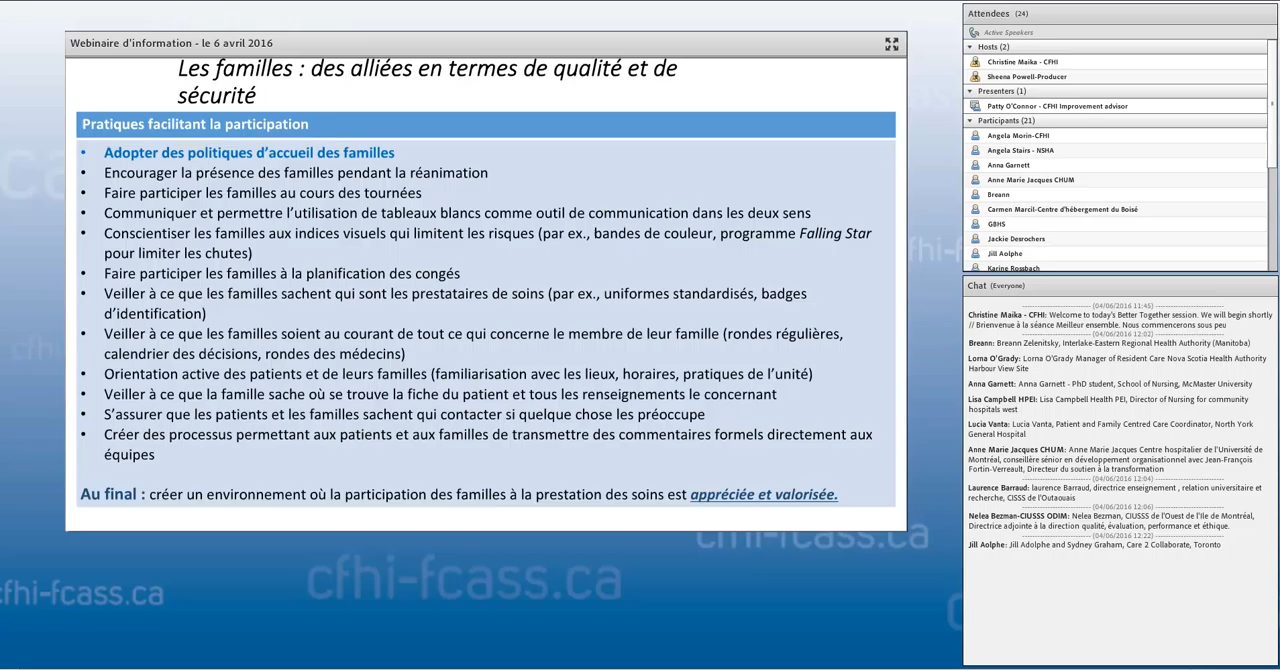 Webinaire d'information - le 6 avril 2016
Les familles : des alliées en termes de qualité et de
sécurité
Pratiques facilitant la participation
• Adopter des politiques d’accueil des familles
• Encourager la présence des familles pendant la réanimation
• Faire participer les familles au cours des tournées
• Communiquer et permettre l’utilisation de tableaux blancs comme outil de communication dans les deux sens
• Conscientiser les familles aux indices visuels qui limitent les risques (par ex., bandes de couleur, programme Falling Star
pour limiter les chutes)
• Faire participer les familles à la planification des congés
• Veiller à ce que les familles sachent qui sont les prestataires de soins (par ex., uniformes standardisés, badges
d’identification)
• Veiller à ce que les familles soient au courant de tout ce qui concerne le membre de leur famille (rondes régulières,
calendrier des décisions, rondes des médecins)
• Orientation active des patients et de leurs familles (familiarisation avec les lieux, horaires, pratiques de l’unité)
• Veiller à ce que la famille sache où se trouve la fiche du patient et tous les renseignements le concernant
• S’assurer que les patients et les familles sachent qui contacter si quelque chose les préoccupe
• Créer des processus permettant aux patients et aux familles de transmettre des commentaires formels directement aux
équipes
Au final : créer un environnement où la participation des familles à la prestation des soins est appréciée et valorisée.
cfhi-fcass.ca
cfhi-fcass.ca
cfhi-fcass.ca
Attendees (24)
Active Speakers
Hosts (2)
Christine Maika - CFHI
Sheena Powell-Producer
Presenters (1)
Patty O'Connor - CFHI Improvement advisor
Participants (21)
Angela Morin-CFHI
Angela Stairs - NSHA
Anna Garnett
Anne Marie Jacques CHUM
Breann
Carmen Marcil-Centre d'hébergement du Boisé
GBHS
Jackie Desrochers
Jill Aolphe
Karine Rossbach
Chat (Everyone)
(04/06/2016 11:45)
Christine Maika - CFHI: Welcome to today's Better Together session. We will begin shortly
// Brienvenue à la séance Meilleur ensemble. Nous commencerons sous peu
(04/06/2016 12:02)
Breann: Breann Zelenitsky, Interlake-Eastern Regional Health Authority (Manitoba)
Lorna O'Grady: Lorna O'Grady Manager of Resident Care Nova Scotia Health Authority
Harbour View Site
Anna Garnett: Anna Garnett - PhD student, School of Nursing, McMaster University
Lisa Campbell HPEI: Lisa Campbell Health PEI, Director of Nursing for community
hospitals west
Lucia Vanta: Lucia Vanta, Patient and Family Centred Care Coordinator, North York
General Hospital
Anne Marie Jacques CHUM: Anne Marie Jacques Centre hospitalier de l'Université de
Montréal, conseillère sénior en développement organisationnel avec Jean-François
Fortin-Verreault, Directeur du soutien à la transformation
(04/06/2016 12:04)
Laurence Barraud: laurence Barraud, directrice enseignement , relation universitaire et
recherche, CISSS de l'Outaouais
(04/06/2016 12:06)
Nelea Bezman-CIUSSS ODIM: Nelea Bezman, CIUSSS de l'Ouest de l'Ile de Montréal,
Directrice adjointe à la direction qualité, évaluation, performance et éthique.
(04/06/2016 12:22)
Jill Aolphe: Jill Adolphe and Sydney Graham, Care 2 Collaborate, Toronto